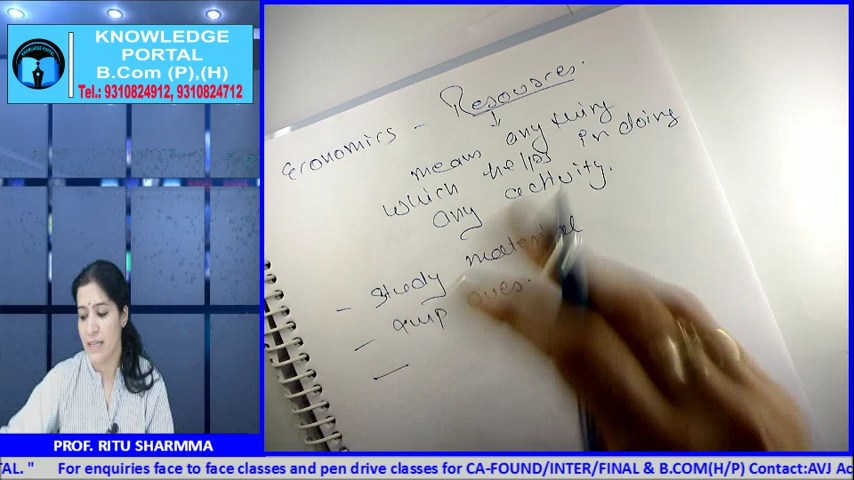 KNOWLEDGE
PORTAL
B.Com (P),(H)
Tel.: 9310824912, 9310824712
Economics - Resources.
means any thing
which helps in doing
any activity.
- Study material
- imp ques.
-
PROF. RITU SHARMMA
TAL. " For enquiries face to face classes and pen drive classes for CA-FOUND/INTER/FINAL & B.COM(H/P) Contact:AVJ Ac